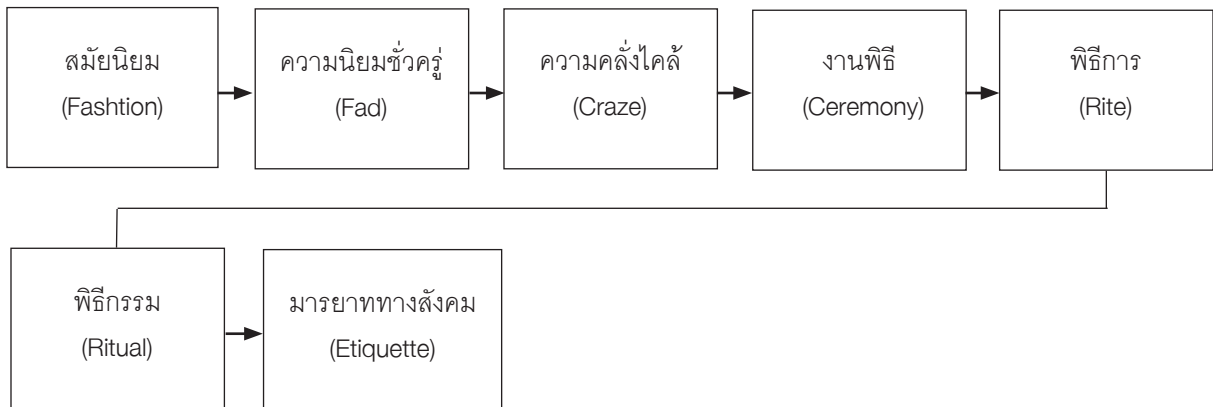 สมัยนิยม
(Fashtion)
ความนิยมชั่วครู่
(Fad)
ความคลั่งไคล้
(Craze)
งานพิธี
(Ceremony)
พิธีการ
(Rite)
พิธีกรรม
(Ritual)
มารยาททางสังคม
(Etiquette)